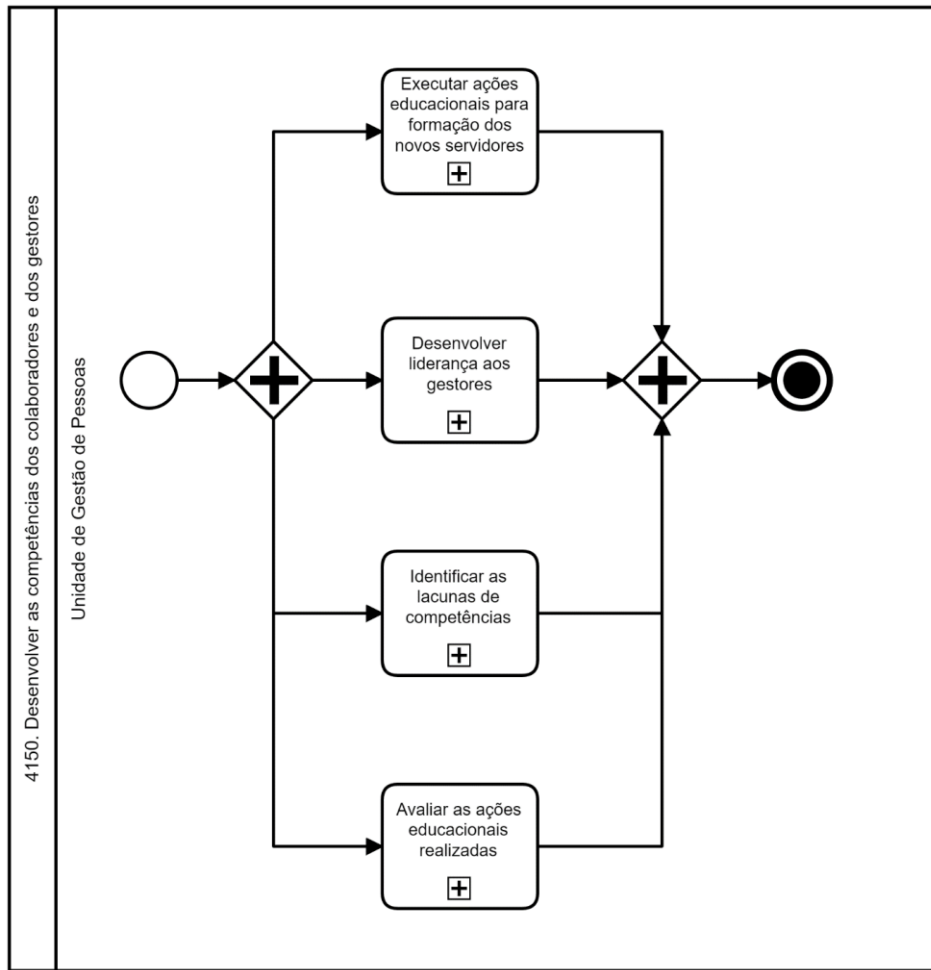 4150. Desenvolver as competências dos colaboradores e dos gestores
Unidade de Gestão de Pessoas
Executar ações
educacionais para
formação dos
novos servidores
Desenvolver
liderança aos
gestores
Identificar as
lacunas de
competências
Avaliar as ações
educacionais
realizadas